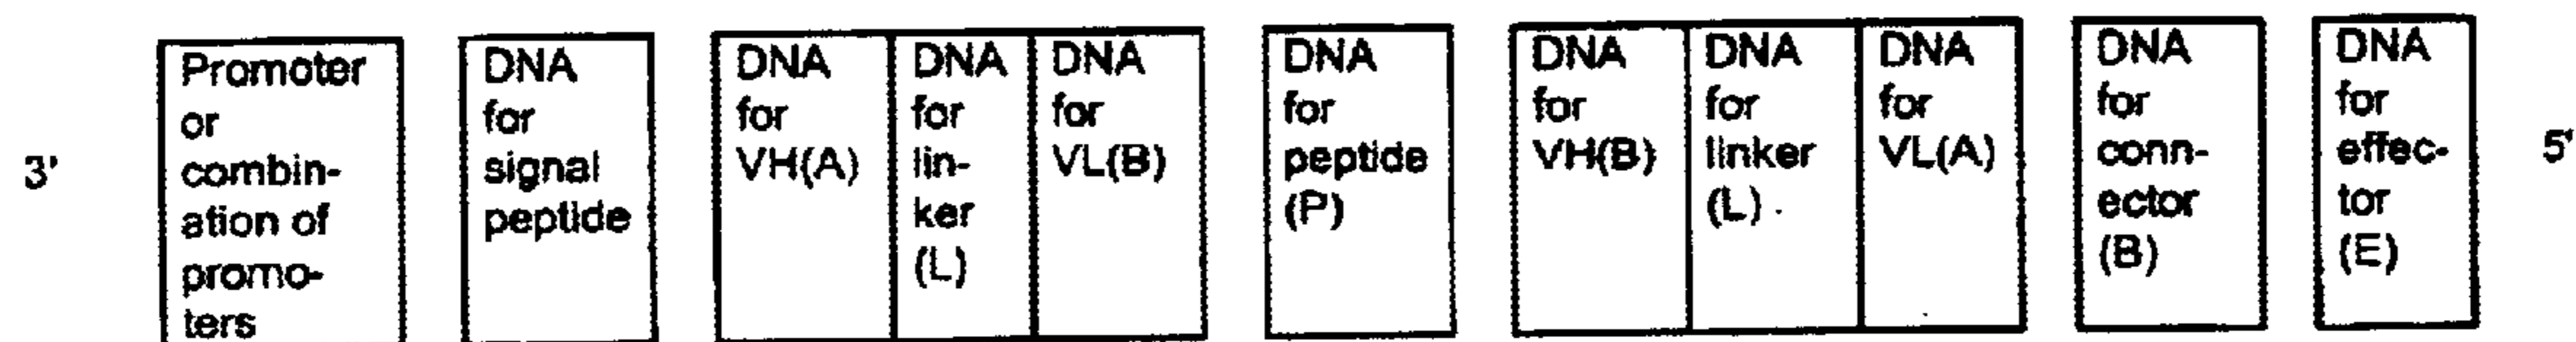 3'
Promoter
or
combin-
ation of
promo-
ters
DNA
for
signal
peptide
DNA
for
VH(A)
DNA
for
lin-
ker
(L)
DNA
for
VL(B)
DNA
for
peptide
(P)
DNA
for
VH(B)
DNA
for
linker
(L)
DNA
for
VL(A)
DNA
for
conn-
ector
(B)
DNA
for
effec-
tor
(E)
5'